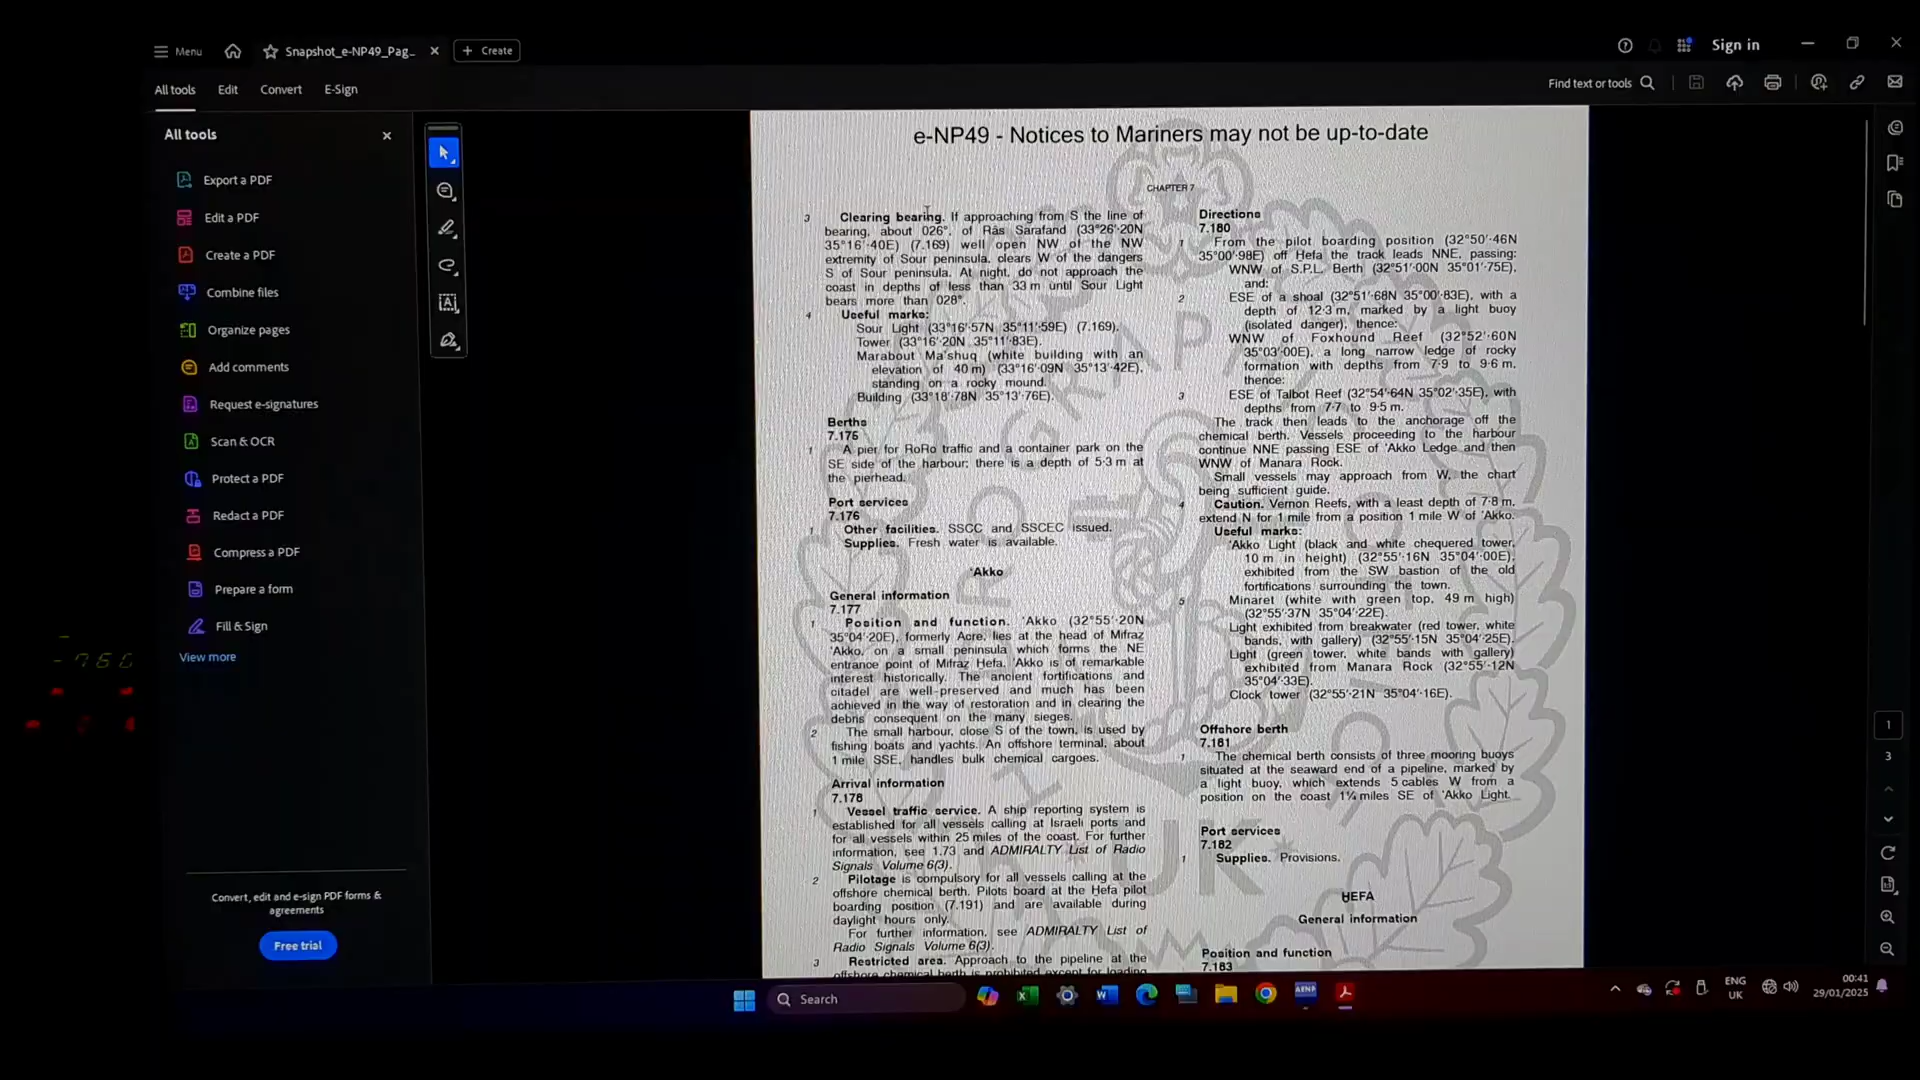 Menu
Snapshot_e-NP49_Pag...
Create
Sign in
All tools
Edit
Convert
E-Sign
Find text or tools
All tools
Export a PDF
Edit a PDF
Create a PDF
Combine files
Organize pages
Add comments
Request e-signatures
Scan & OCR
Protect a PDF
Redact a PDF
Compress a PDF
Prepare a form
Fill & Sign
View more
Convert, edit and e-sign PDF forms &
agreements
Free trial
e-NP49 - Notices to Mariners may not be up-to-date
CHAPTER 7
3 Clearing bearing. If approaching from S the line of
bearing, about 026°, of Râs Sarafand (33°26'·20N
35°16'·40E) (7.169) well open NW of the NW
extremity of Sour peninsula, clears W of the dangers
S of Sour peninsula. At night, do not approach the
coast in depths of less than 33 m until Sour Light
bears more than 028°.
4 Useful marks:
Sour Light (33°16'·57N 35°11'·59E) (7.169).
Tower (33°16'·20N 35°11'·83E).
Marabout Ma'shuq (white building with an
elevation of 40 m) (33°16'·09N 35°13'·42E),
standing on a rocky mound.
Building (33°18'·78N 35°13'·76E).
Berths
7.175
1 A pier for RoRo traffic and a container park on the
SE side of the harbour; there is a depth of 5·3 m at
the pierhead.
Port services
7.176
1 Other facilities. SSCC and SSCEC issued.
Supplies. Fresh water is available.
'Akko
General information
7.177
1 Position and function. 'Akko (32°55'·20N
35°04'·20E), formerly Acre, lies at the head of Mifraz
'Akko, on a small peninsula which forms the NE
entrance point of Mifraz Hefa. 'Akko is of remarkable
interest historically. The ancient fortifications and
citadel are well-preserved and much has been
achieved in the way of restoration and in clearing the
debris consequent on the many sieges.
2 The small harbour, close S of the town, is used by
fishing boats and yachts. An offshore terminal, about
1 mile SSE, handles bulk chemical cargoes.
Arrival information
7.178
1 Vessel traffic service. A ship reporting system is
established for all vessels calling at Israeli ports and
for all vessels within 25 miles of the coast. For further
information, see 1.73 and ADMIRALTY List of Radio
Signals Volume 6(3).
2 Pilotage is compulsory for all vessels calling at the
offshore chemical berth. Pilots board at the Hefa pilot
boarding position (7.191) and are available during
daylight hours only.
For further information, see ADMIRALTY List of
Radio Signals Volume 6(3).
3 Restricted area. Approach to the pipeline at the
offshore chemical berth is prohibited except for loading
Directions
7.180
1 From the pilot boarding position (32°50'·46N
35°00'·98E) off Hefa the track leads NNE, passing:
WNW of S.P.L. Berth (32°51'·00N 35°01'·75E),
and:
2 ESE of a shoal (32°51'·68N 35°00'·83E), with a
depth of 12·3 m, marked by a light buoy
(isolated danger), thence:
WNW of Foxhound Reef (32°52'·60N
35°03'·00E), a long narrow ledge of rocky
formation with depths from 7·9 to 9·6 m,
thence:
3 ESE of Talbot Reef (32°54'·64N 35°02'·35E), with
depths from 7·7 to 9·5 m.
The track then leads to the anchorage off the
chemical berth. Vessels proceeding to the harbour
continue NNE passing ESE of 'Akko Ledge and then
WNW of Manara Rock.
Small vessels may approach from W, the chart
being sufficient guide.
4 Caution. Vernon Reefs, with a least depth of 7·8 m,
extend N for 1 mile from a position 1 mile W of 'Akko.
Useful marks:
'Akko Light (black and white chequered tower,
10 m in height) (32°55'·16N 35°04'·00E),
exhibited from the SW bastion of the old
fortifications surrounding the town.
5 Minaret (white with green top, 49 m high)
(32°55'·37N 35°04'·22E).
Light exhibited from breakwater (red tower, white
bands, with gallery) (32°55'·15N 35°04'·25E).
Light (green tower, white bands with gallery)
exhibited from Manara Rock (32°55'·12N
35°04'·33E).
Clock tower (32°55'·21N 35°04'·16E).
Offshore berth
7.181
1 The chemical berth consists of three mooring buoys
situated at the seaward end of a pipeline, marked by
a light buoy, which extends 5 cables W from a
position on the coast 1¼ miles SE of 'Akko Light.
Port services
7.182
1 Supplies. Provisions.
HEFA
General information
Position and function
7.183
1
3
Search
AENP
ENG
UK
00:41
29/01/2025